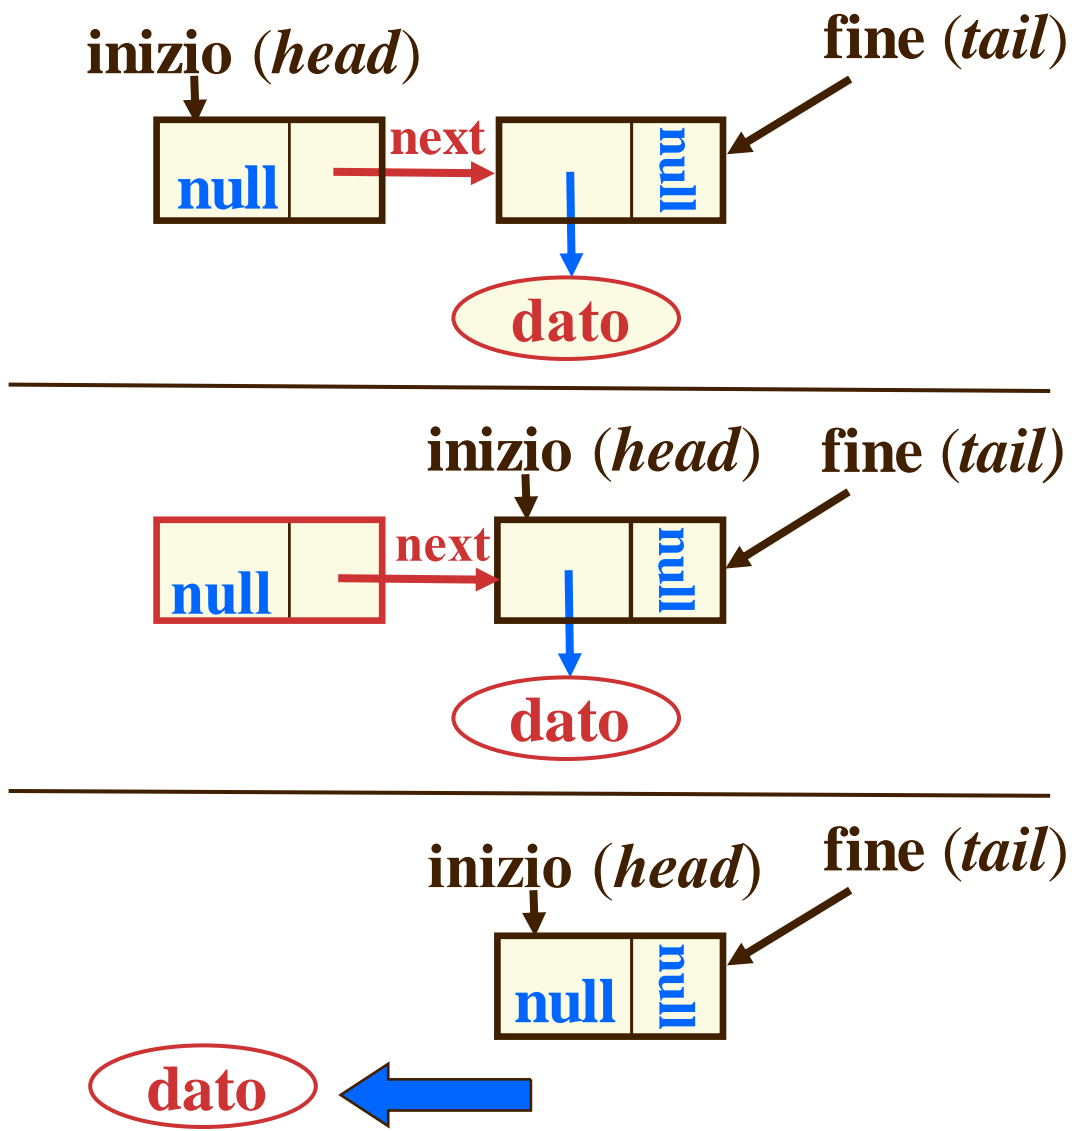 inizio (head)
fine (tail)
next
null
null
dato
inizio (head)
fine (tail)
next
null
null
dato
inizio (head)
fine (tail)
null
null
dato